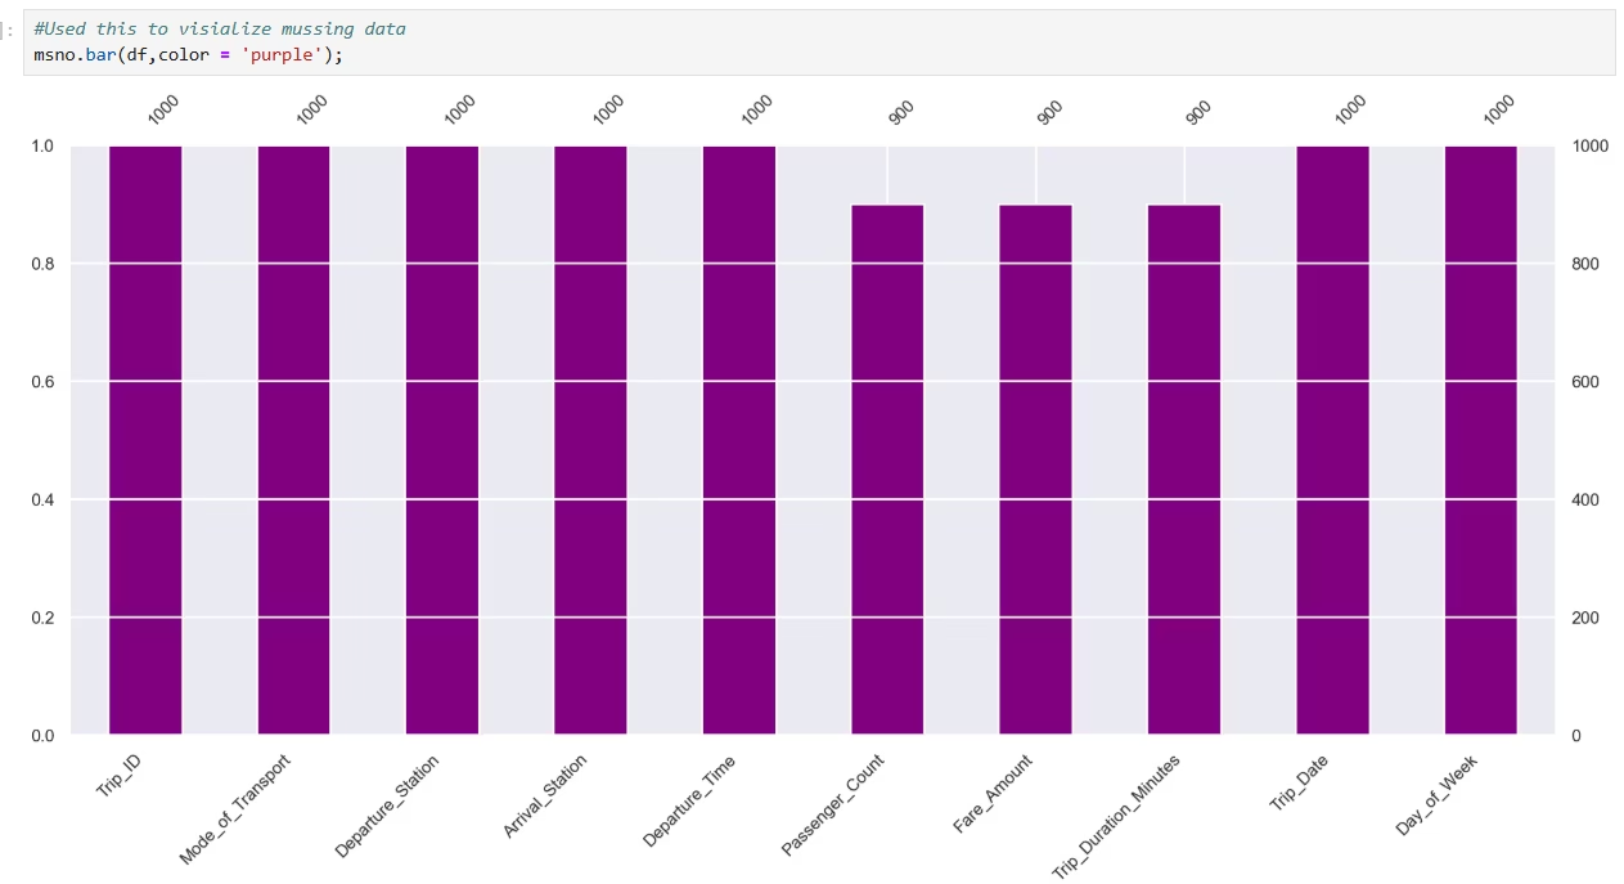 ]:
#Used this to visialize mussing data
msno.bar(df,color = 'purple');
1000 1000 1000 1000 1000 900 900 900 1000 1000
1.0 1000
0.8 800
0.6 600
0.4 400
0.2 200
0.0 0
Trip_ID Mode_of_Transport Departure_Station Arrival_Station Departure_Time Passenger_Count Fare_Amount Trip_Duration_Minutes Trip_Date Day_of_Week